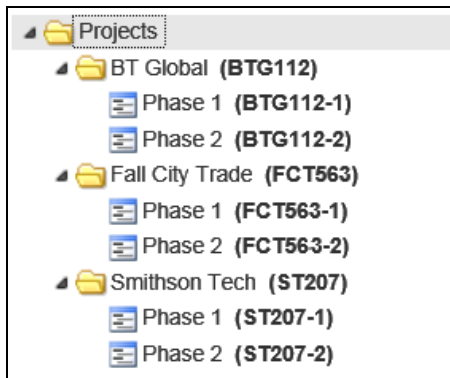 Projects
BT Global (BTG112)
Phase 1 (BTG112-1)
Phase 2 (BTG112-2)
Fall City Trade (FCT563)
Phase 1 (FCT563-1)
Phase 2 (FCT563-2)
Smithson Tech (ST207)
Phase 1 (ST207-1)
Phase 2 (ST207-2)